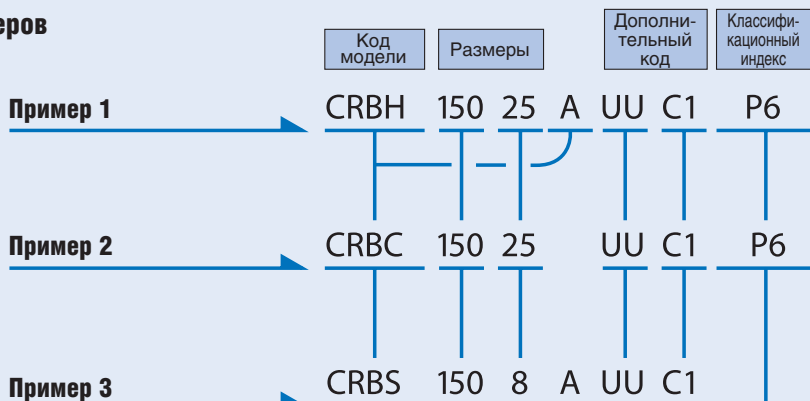 еров
Код
модели
Размеры
Дополни-
тельный
код
Классифи-
кационный
индекс
Пример 1
CRBH 150 25 A UU C1 P6
Пример 2
CRBC 150 25 UU C1 P6
Пример 3
CRBS 150 8 A UU C1